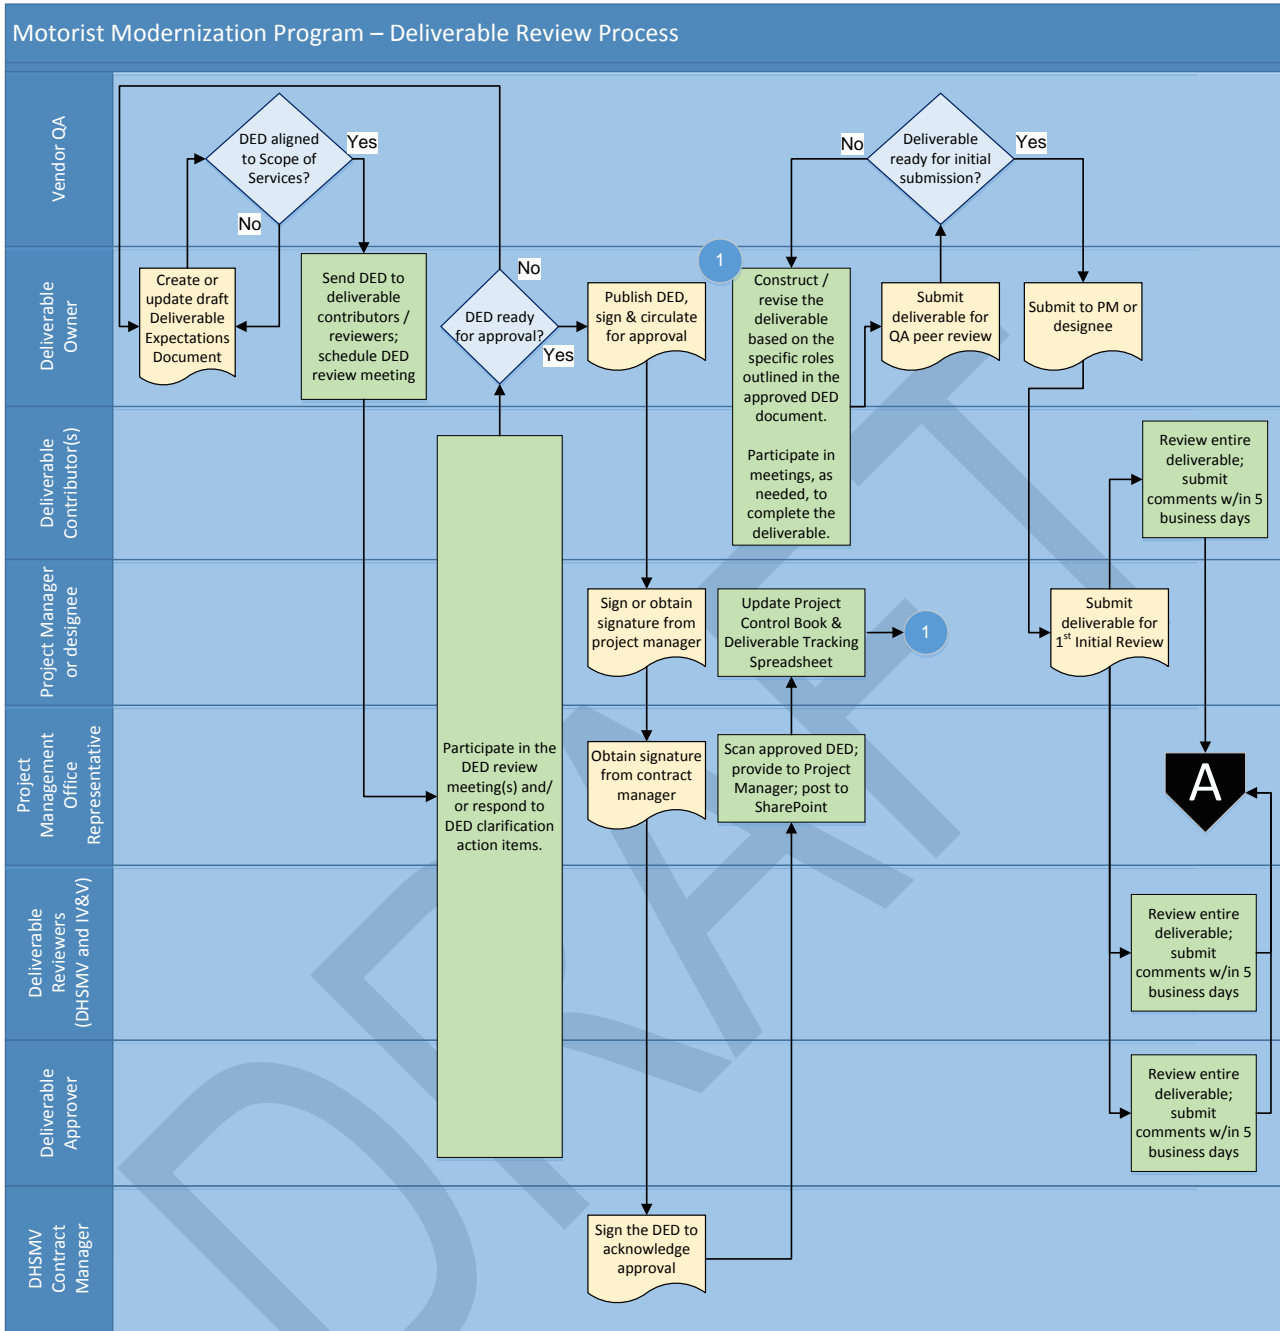 Motorist Modernization Program – Deliverable Review Process
Vendor QA
DED aligned
to Scope of
Services?
Yes
No
Deliverable
ready for initial
submission?
No
Yes
Deliverable
Owner
Create or
update draft
Deliverable
Expectations
Document
Send DED to
deliverable
contributors /
reviewers;
schedule DED
review meeting
DED ready
for approval?
No
Yes
Publish DED,
sign & circulate
for approval
1
Construct /
revise the
deliverable
based on the
specific roles
outlined in the
approved DED
document.
Participate in
meetings, as
needed, to
complete the
deliverable.
Submit
deliverable for
QA peer review
Submit to PM or
designee
Deliverable
Contributor(s)
Review entire
deliverable;
submit
comments w/in 5
business days
Project Manager
or designee
Sign or obtain
signature from
project manager
Update Project
Control Book &
Deliverable Tracking
Spreadsheet
1
Submit
deliverable for
1st Initial Review
Project
Management
Office
Representative
Participate in the
DED review
meeting(s) and/
or respond to
DED clarification
action items.
Obtain signature
from contract
manager
Scan approved DED;
provide to Project
Manager; post to
SharePoint
A
Deliverable
Reviewers
(DHSMV and IV&V)
Review entire
deliverable;
submit
comments w/in 5
business days
Deliverable
Approver
Review entire
deliverable;
submit
comments w/in 5
business days
DHSMV
Contract
Manager
Sign the DED to
acknowledge
approval
DRAFT